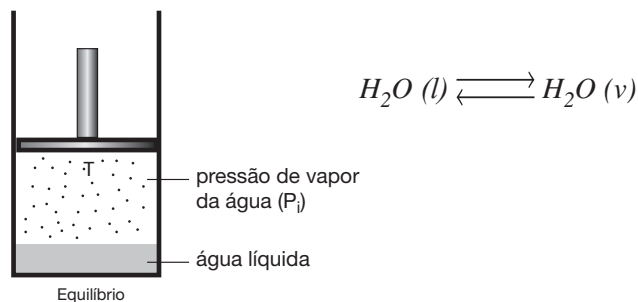 H₂O (l) ⇌ H₂O (v)
T
pressão de vapor
da água (Pᵢ)
água líquida
Equilíbrio